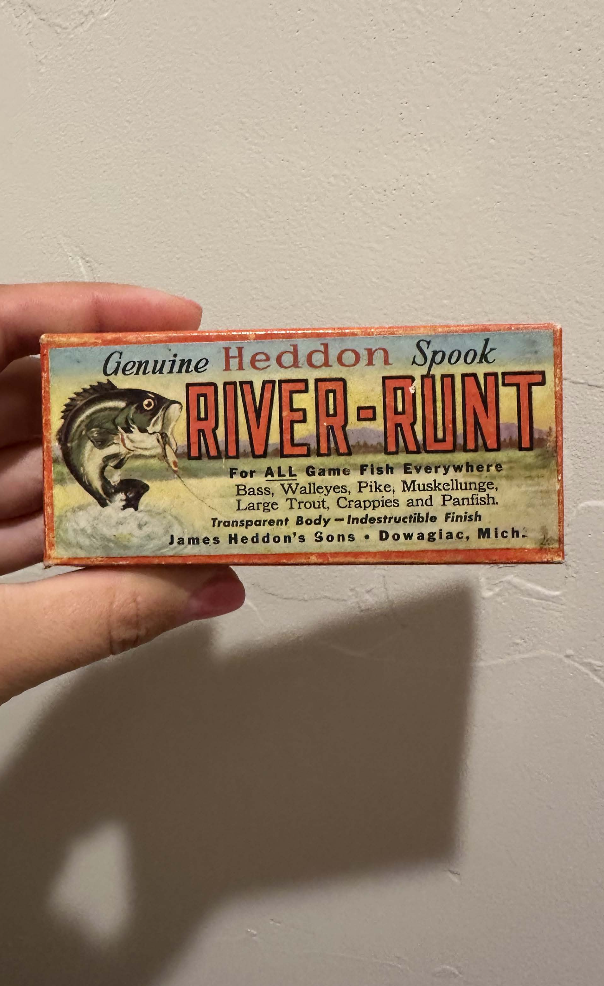 Genuine Heddon Spook
RIVER-RUNT
For ALL Game Fish Everywhere
Bass, Walleyes, Pike, Muskellunge,
Large Trout, Crappies and Panfish.
Transparent Body — Indestructible Finish
James Heddon's Sons • Dowagiac, Mich.